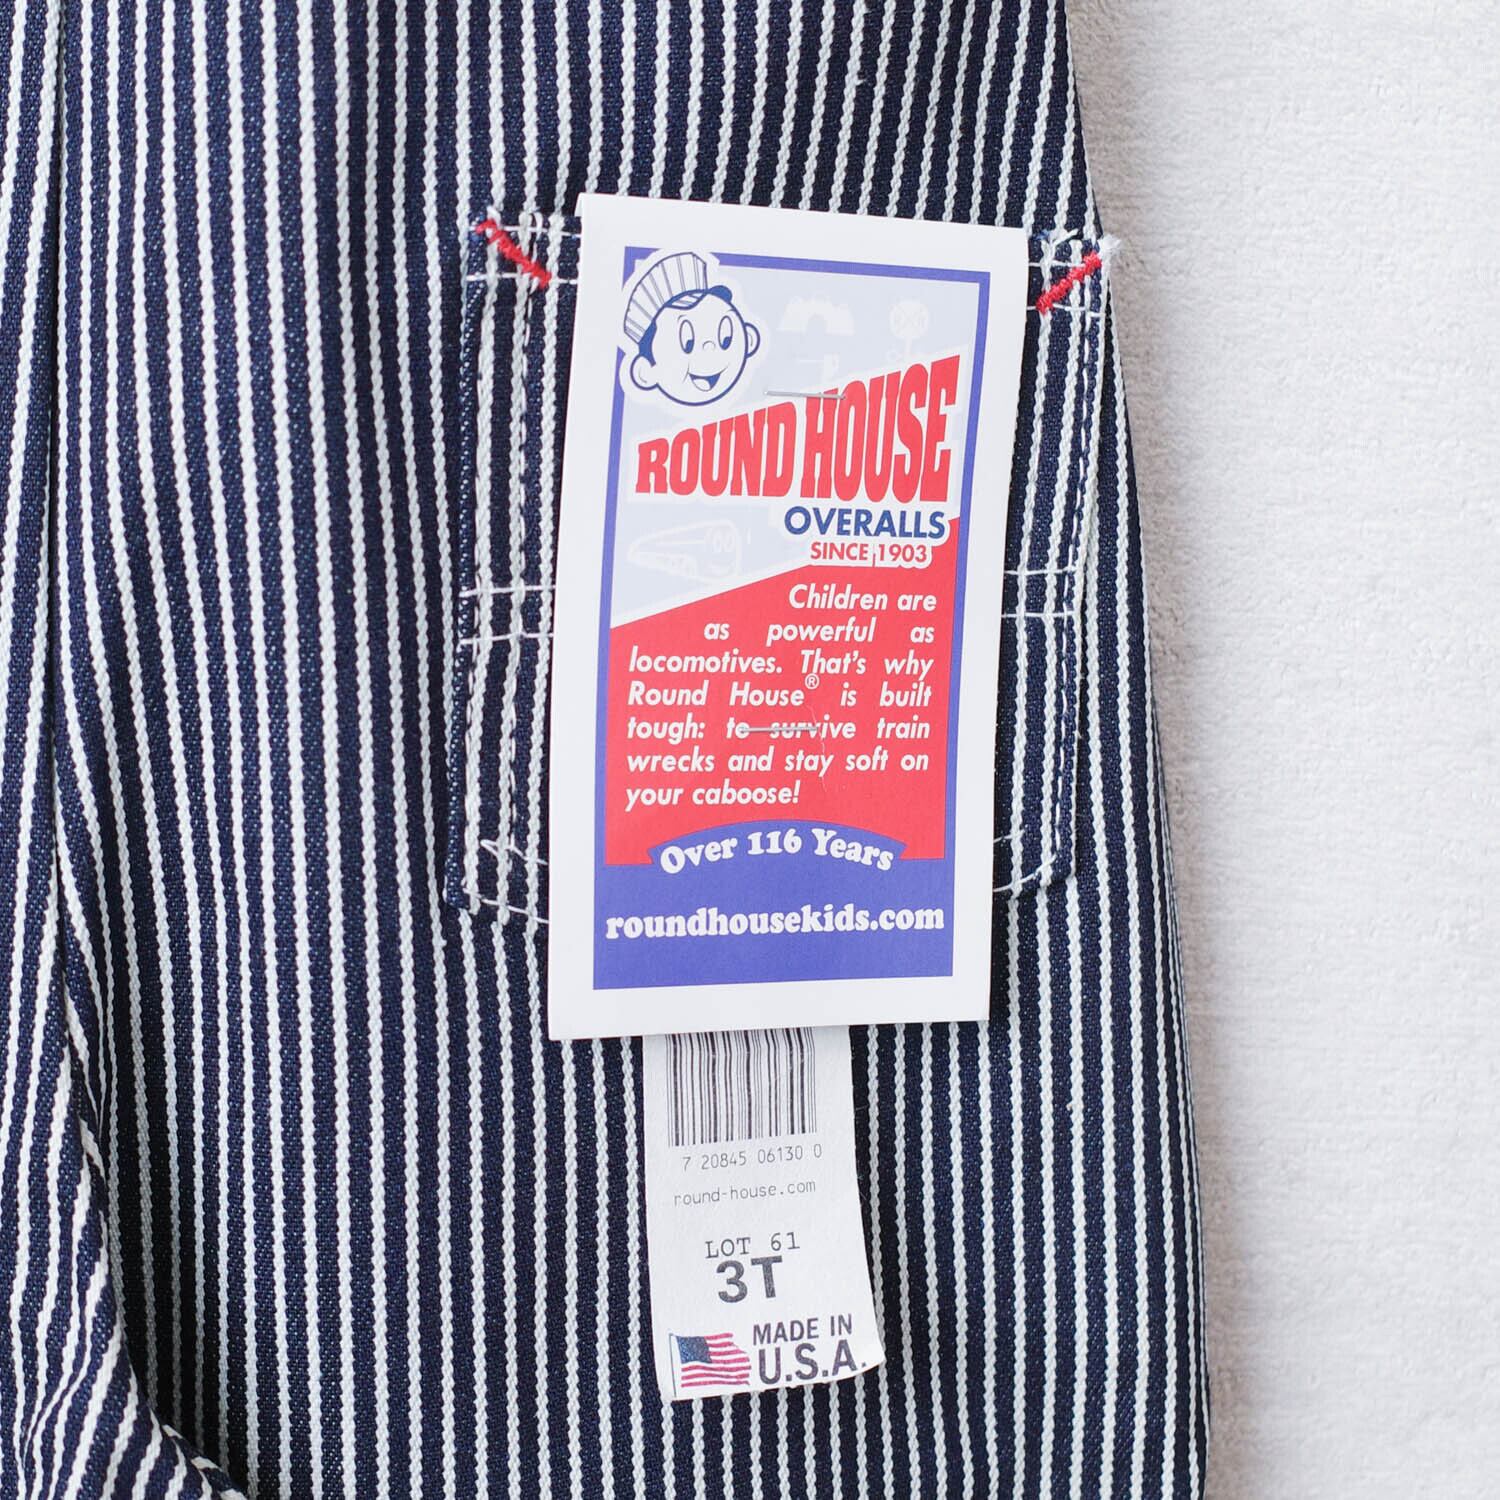 ROUND HOUSE
OVERALLS
SINCE 1903
Children are
as powerful as
locomotives. That's why
Round House® is built
tough: to survive train
wrecks and stay soft on
your caboose!
Over 116 Years
roundhousekids.com
7 20845 06130 0
round-house.com
LOT 61
3T
MADE IN
U.S.A.